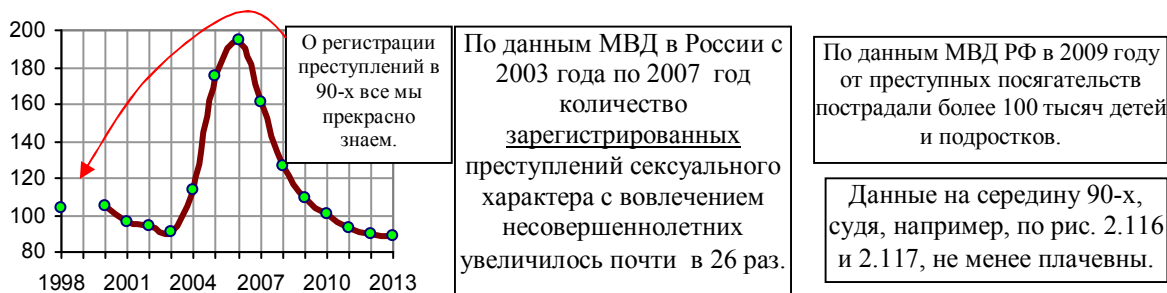 200
180
160
140
120
100
80
1998 2001 2004 2007 2010 2013
О регистрации
преступлений в
90-х все мы
прекрасно
знаем.
По данным МВД в России с
2003 года по 2007 год
количество
зарегистрированных
преступлений сексуального
характера с вовлечением
несовершеннолетних
увеличилось почти в 26 раз.
По данным МВД РФ в 2009 году
от преступных посягательств
пострадали более 100 тысяч детей
и подростков.
Данные на середину 90-х,
судя, например, по рис. 2.116
и 2.117, не менее плачевны.